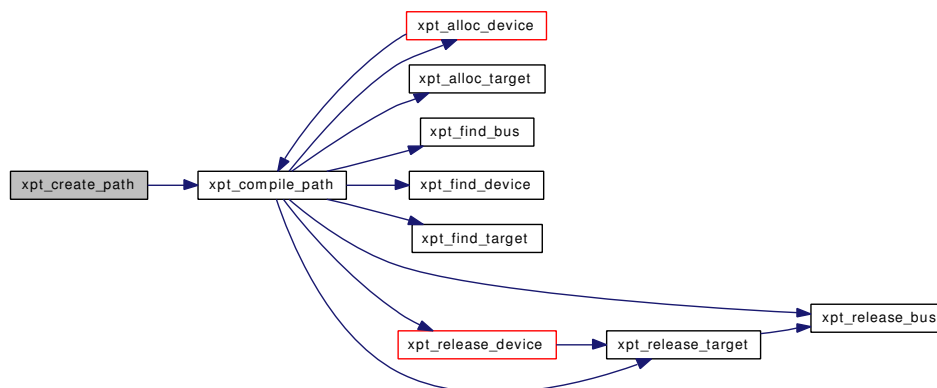 xpt_alloc_device
xpt_alloc_target
xpt_find_bus
xpt_create_path
xpt_compile_path
xpt_find_device
xpt_find_target
xpt_release_bus
xpt_release_device
xpt_release_target